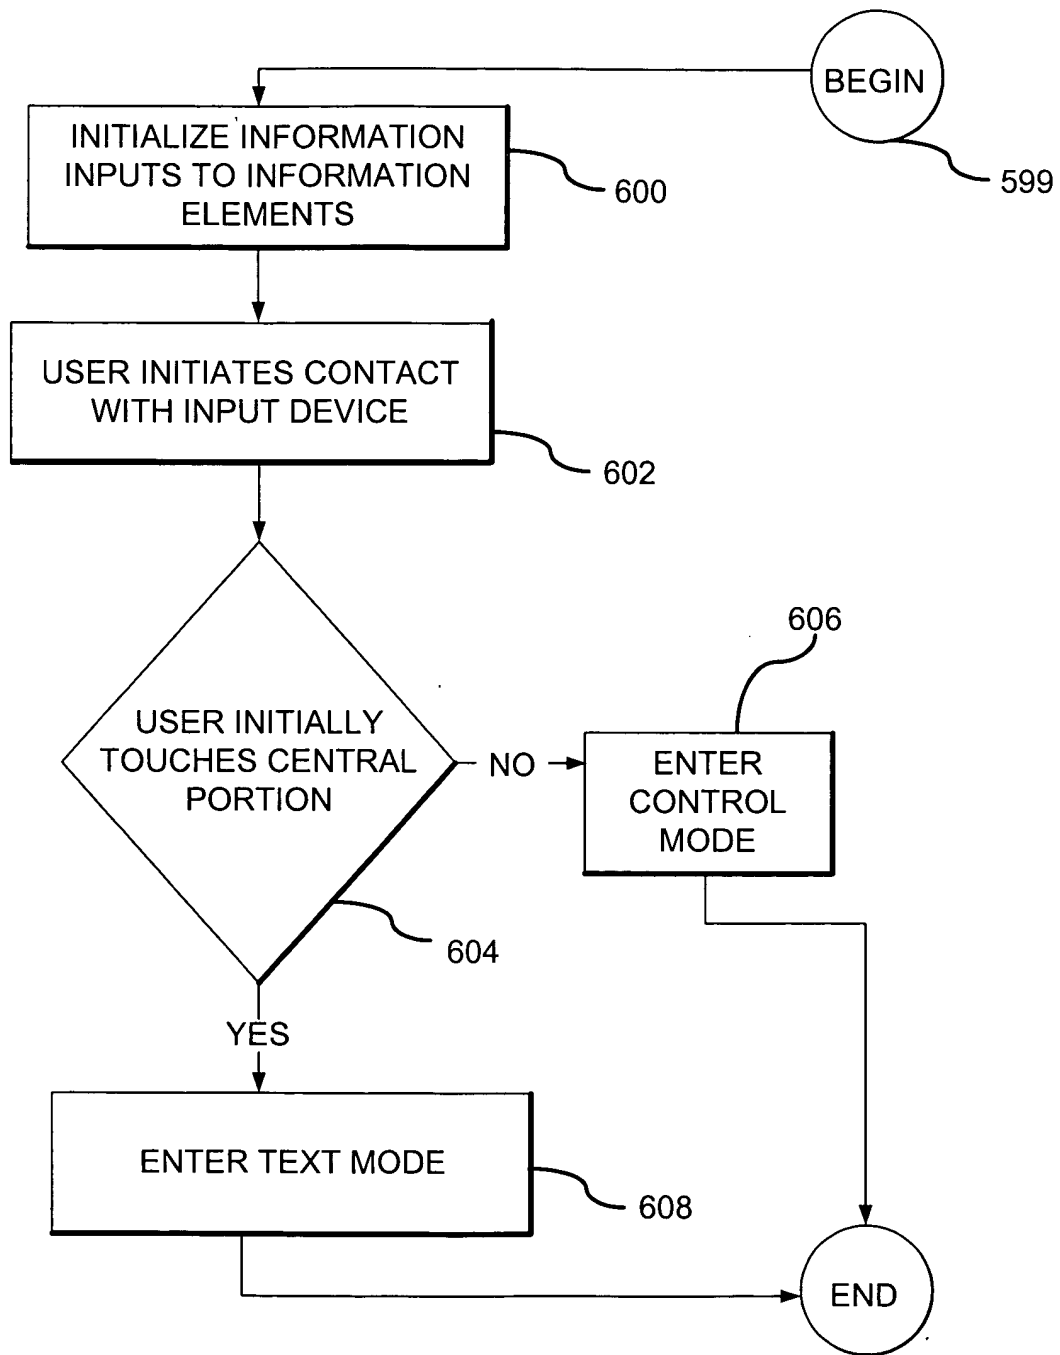 BEGIN
599
INITIALIZE INFORMATION
INPUTS TO INFORMATION
ELEMENTS
600
USER INITIATES CONTACT
WITH INPUT DEVICE
602
USER INITIALLY
TOUCHES CENTRAL
PORTION
604
NO
606
ENTER
CONTROL
MODE
YES
ENTER TEXT MODE
608
END